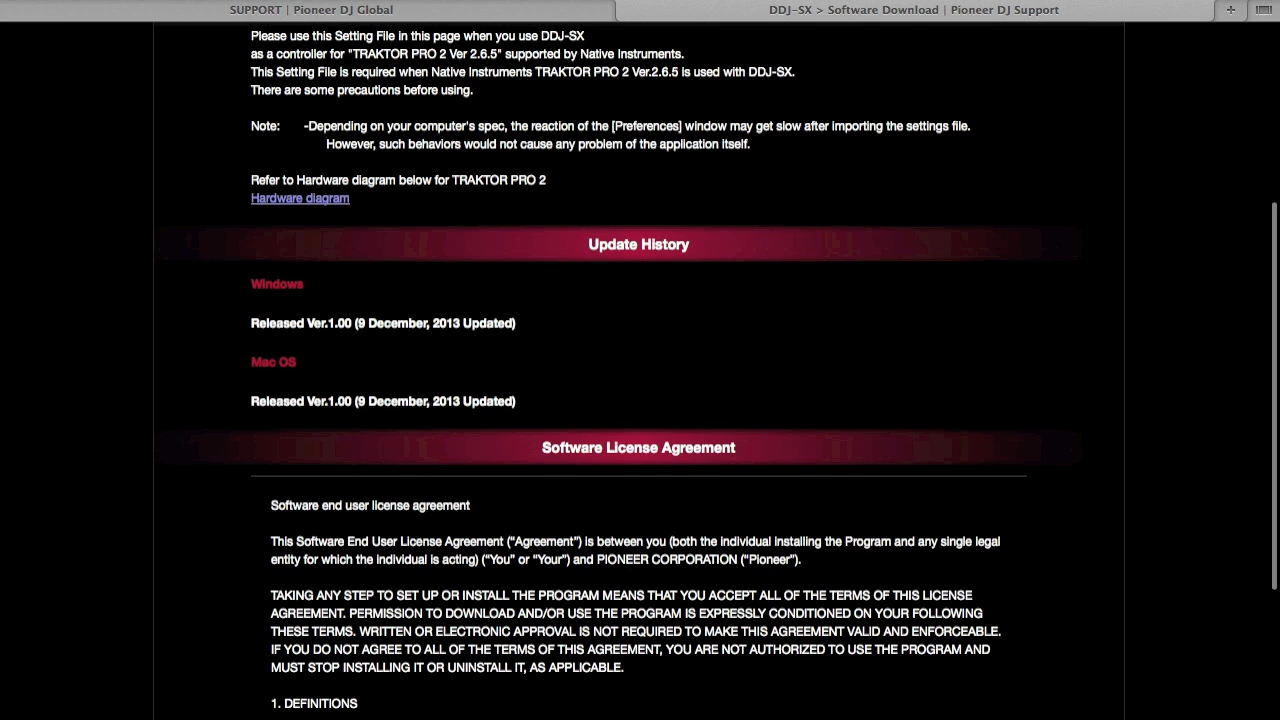 SUPPORT | Pioneer DJ Global
DDJ-SX > Software Download | Pioneer DJ Support
Please use this Setting File in this page when you use DDJ-SX
as a controller for "TRAKTOR PRO 2 Ver 2.6.5" supported by Native Instruments.
This Setting File is required when Native Instruments TRAKTOR PRO 2 Ver.2.6.5 is used with DDJ-SX.
There are some precautions before using.
Note: -Depending on your computer's spec, the reaction of the [Preferences] window may get slow after importing the settings file.
However, such behaviors would not cause any problem of the application itself.
Refer to Hardware diagram below for TRAKTOR PRO 2
Hardware diagram
Update History
Windows
Released Ver.1.00 (9 December, 2013 Updated)
Mac OS
Released Ver.1.00 (9 December, 2013 Updated)
Software License Agreement
Software end user license agreement
This Software End User License Agreement (“Agreement”) is between you (both the individual installing the Program and any single legal
entity for which the individual is acting) (“You” or “Your”) and PIONEER CORPORATION (“Pioneer”).
TAKING ANY STEP TO SET UP OR INSTALL THE PROGRAM MEANS THAT YOU ACCEPT ALL OF THE TERMS OF THIS LICENSE
AGREEMENT. PERMISSION TO DOWNLOAD AND/OR USE THE PROGRAM IS EXPRESSLY CONDITIONED ON YOUR FOLLOWING
THESE TERMS. WRITTEN OR ELECTRONIC APPROVAL IS NOT REQUIRED TO MAKE THIS AGREEMENT VALID AND ENFORCEABLE.
IF YOU DO NOT AGREE TO ALL OF THE TERMS OF THIS AGREEMENT, YOU ARE NOT AUTHORIZED TO USE THE PROGRAM AND
MUST STOP INSTALLING IT OR UNINSTALL IT, AS APPLICABLE.
1. DEFINITIONS